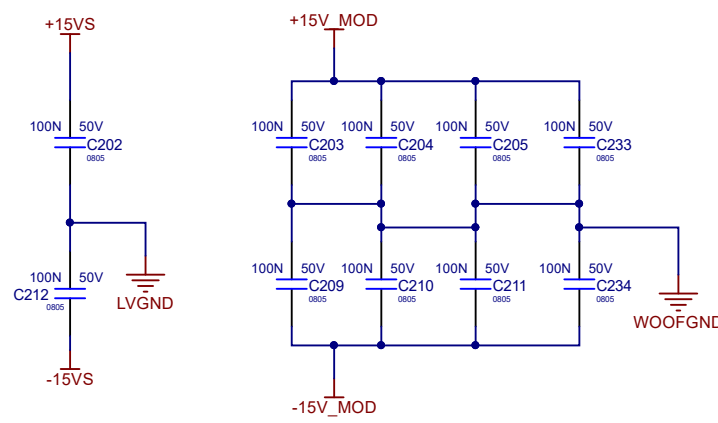 +15VS
+15V_MOD
100N 50V
C202
0805
100N 50V
C203
0805
100N 50V
C204
0805
100N 50V
C205
0805
100N 50V
C233
0805
100N 50V
C212
0805
LVGND
100N 50V
C209
0805
100N 50V
C210
0805
100N 50V
C211
0805
100N 50V
C234
0805
WOOFGND
-15VS
-15V_MOD